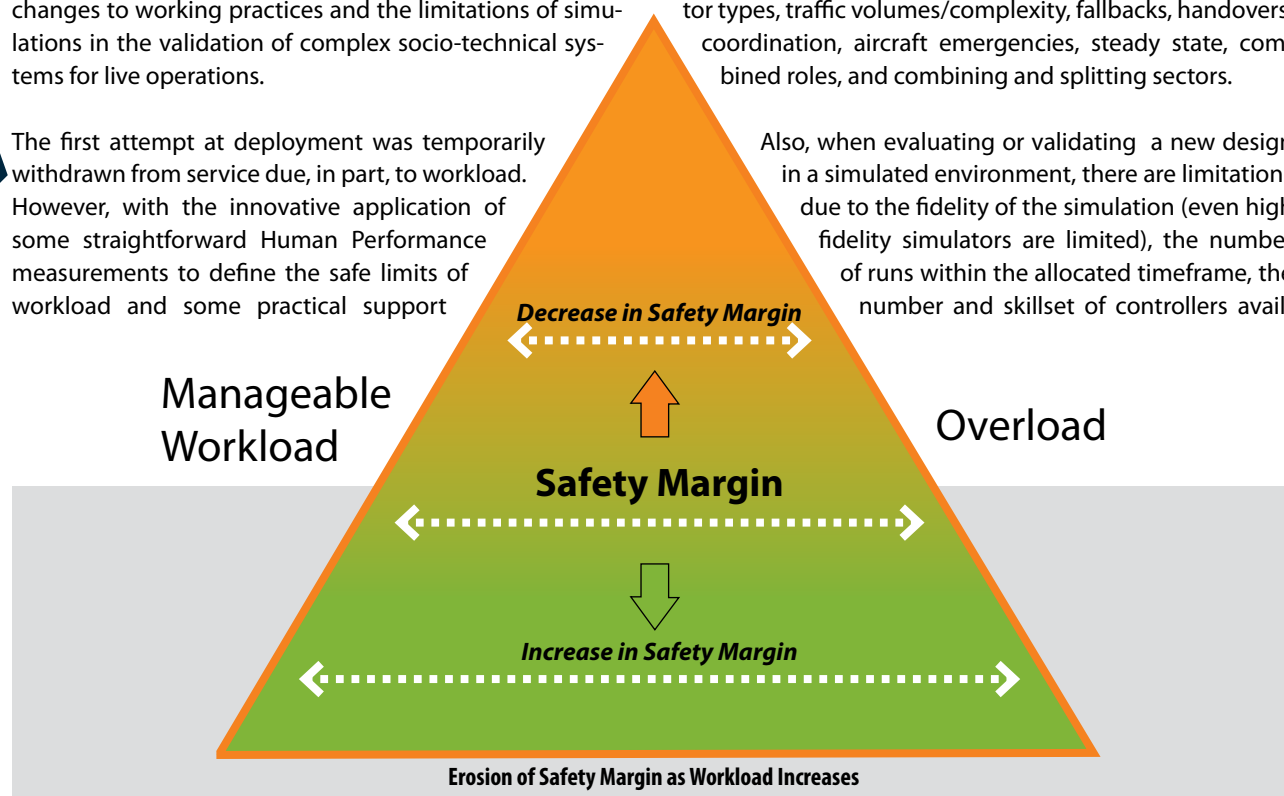 changes to working practices and the limitations of simu-
lations in the validation of complex socio-technical sys-
tems for live operations.
The first attempt at deployment was temporarily
withdrawn from service due, in part, to workload.
However, with the innovative application of
some straightforward Human Performance
measurements to define the safe limits of
workload and some practical support
tor types, traffic volumes/complexity, fallbacks, handovers
coordination, aircraft emergencies, steady state, com
bined roles, and combining and splitting sectors.
Also, when evaluating or validating a new design
in a simulated environment, there are limitation
due to the fidelity of the simulation (even high
fidelity simulators are limited), the numbe
of runs within the allocated timeframe, the
number and skillset of controllers avail
Decrease in Safety Margin
Manageable
Workload
Overload
Safety Margin
Increase in Safety Margin
Erosion of Safety Margin as Workload Increases